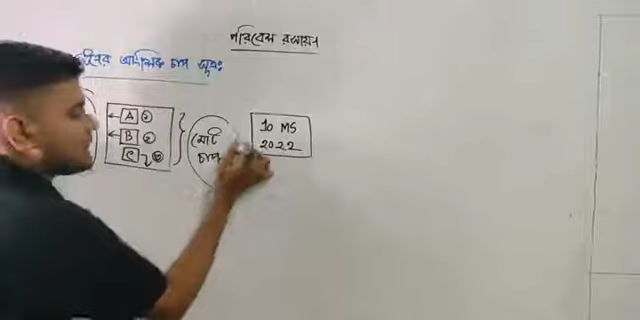 পরিবেশ রসায়ন
আংশিক চাপ সূত্রঃ
A ①
B ②
C ③
মোট
চাপ
10 MS
2022